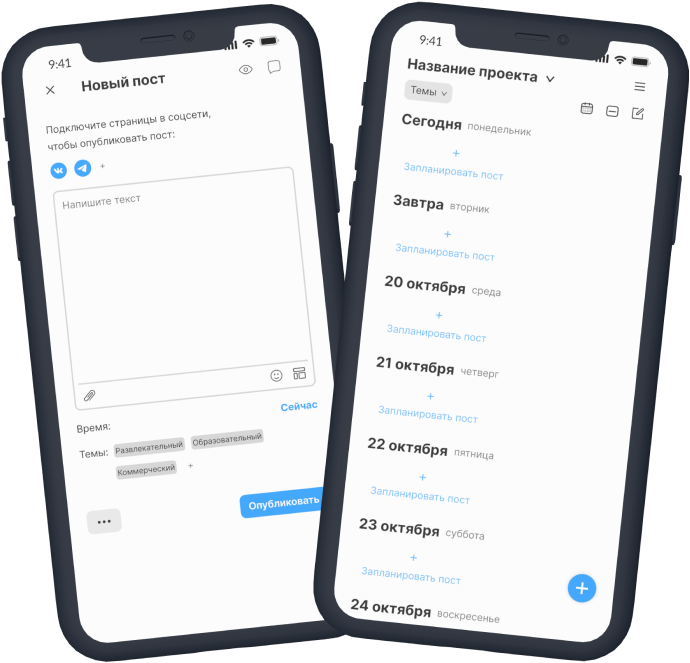 9:41
Новый пост
Подключите страницы в соцсети,
чтобы опубликовать пост:
+
Напишите текст
Время:
Сейчас
Темы:
Развлекательный
Образовательный
Коммерческий
+
Опубликовать
9:41
Название проекта
Темы
Сегодня понедельник
+
Запланировать пост
Завтра вторник
+
Запланировать пост
20 октября среда
+
Запланировать пост
21 октября четверг
+
Запланировать пост
22 октября пятница
+
Запланировать пост
23 октября суббота
+
Запланировать пост
24 октября воскресенье